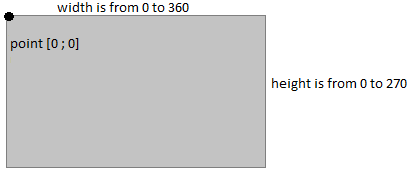 width is from 0 to 360
point [0 ; 0]
height is from 0 to 270